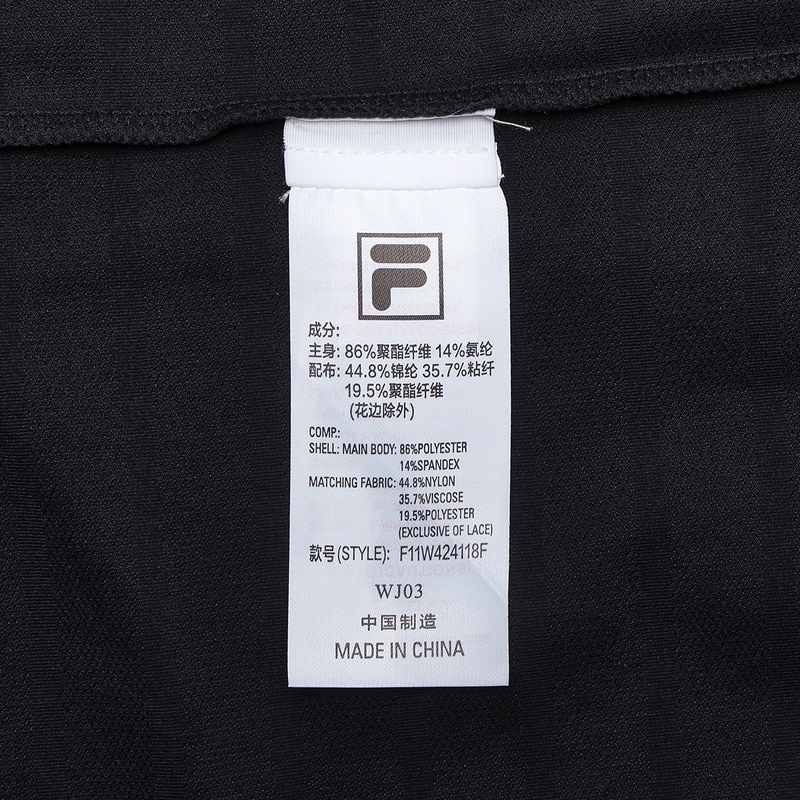 F
成分:
主身: 86%聚酯纤维 14%氨纶
配布: 44.8%锦纶 35.7%粘纤
19.5%聚酯纤维
(花边除外)
COMP.:
SHELL: MAIN BODY: 86%POLYESTER
14%SPANDEX
MATCHING FABRIC: 44.8%NYLON
35.7%VISCOSE
19.5%POLYESTER
(EXCLUSIVE OF LACE)
款号(STYLE): F11W424118F
WJ03
中国制造
MADE IN CHINA